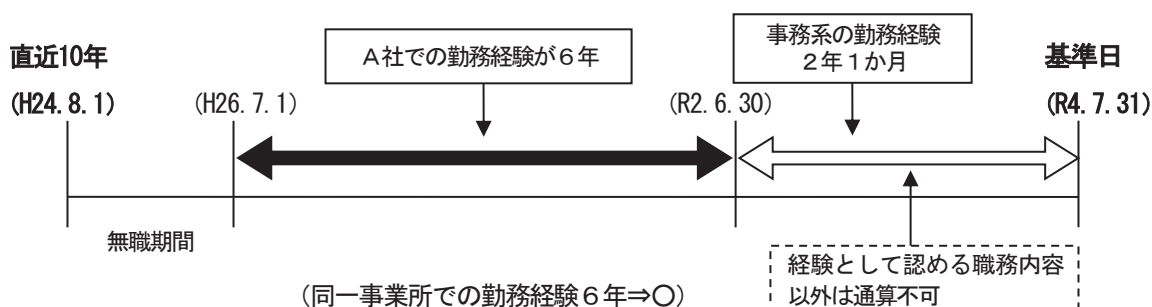 直近10年
(H24.8.1)
(H26.7.1)
A社での勤務経験が6年
(R2.6.30)
事務系の勤務経験
２年１か月
基準日
(R4.7.31)
無職期間
(同一事業所での勤務経験６年⇒○)
経験として認める職務内容
以外は通算不可